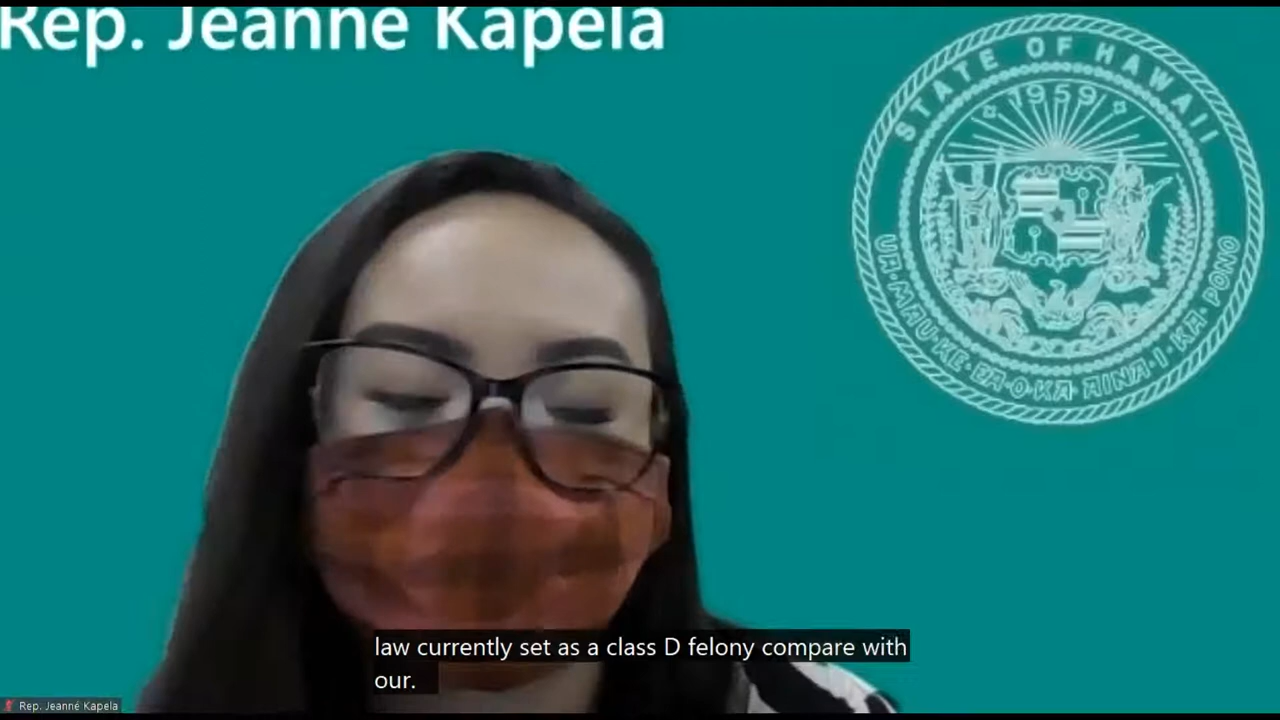 Rep. Jeanné Kapela
STATE OF HAWAII
1959
UA·MAU·KE·EA·O·KA·AINA·I·KA·PONO
law currently set as a class D felony compare with
our.
Rep. Jeanné Kapela